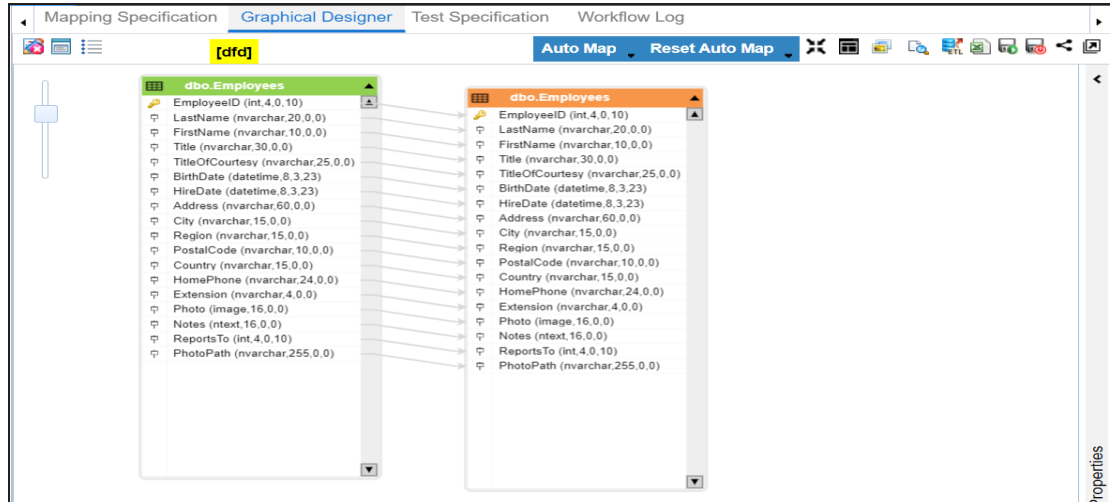 Mapping Specification Graphical Designer Test Specification Workflow Log
[dfd] Auto Map Reset Auto Map ETL
dbo.Employees
EmployeeID (int,4,0,10)
LastName (nvarchar,20,0,0)
FirstName (nvarchar,10,0,0)
Title (nvarchar,30,0,0)
TitleOfCourtesy (nvarchar,25,0,0)
BirthDate (datetime,8,3,23)
HireDate (datetime,8,3,23)
Address (nvarchar,60,0,0)
City (nvarchar,15,0,0)
Region (nvarchar,15,0,0)
PostalCode (nvarchar,10,0,0)
Country (nvarchar,15,0,0)
HomePhone (nvarchar,24,0,0)
Extension (nvarchar,4,0,0)
Photo (image,16,0,0)
Notes (ntext,16,0,0)
ReportsTo (int,4,0,10)
PhotoPath (nvarchar,255,0,0)
dbo.Employees
EmployeeID (int,4,0,10)
LastName (nvarchar,20,0,0)
FirstName (nvarchar,10,0,0)
Title (nvarchar,30,0,0)
TitleOfCourtesy (nvarchar,25,0,0)
BirthDate (datetime,8,3,23)
HireDate (datetime,8,3,23)
Address (nvarchar,60,0,0)
City (nvarchar,15,0,0)
Region (nvarchar,15,0,0)
PostalCode (nvarchar,10,0,0)
Country (nvarchar,15,0,0)
HomePhone (nvarchar,24,0,0)
Extension (nvarchar,4,0,0)
Photo (image,16,0,0)
Notes (ntext,16,0,0)
ReportsTo (int,4,0,10)
PhotoPath (nvarchar,255,0,0)
Properties